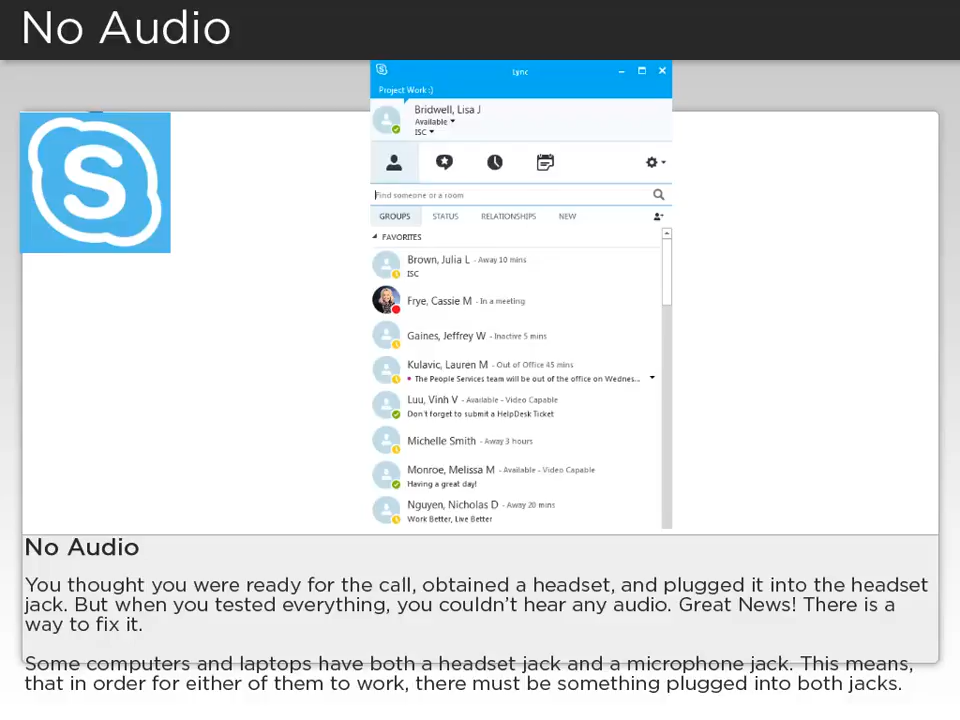 No Audio
Lync
Project Work :)
Bridwell, Lisa J
Available
ISC
Find someone or a room
GROUPS STATUS RELATIONSHIPS NEW
FAVORITES
Brown, Julia L - Away 10 mins
ISC
Frye, Cassie M - In a meeting
Gaines, Jeffrey W - Inactive 5 mins
Kulavic, Lauren M - Out of Office 45 mins
The People Services team will be out of the office on Wednes...
Luu, Vinh V - Available - Video Capable
Don't forget to submit a HelpDesk Ticket
Michelle Smith - Away 3 hours
Monroe, Melissa M - Available - Video Capable
Having a great day!
Nguyen, Nicholas D - Away 20 mins
Work Better, Live Better
No Audio
You thought you were ready for the call, obtained a headset, and plugged it into the headset
jack. But when you tested everything, you couldn't hear any audio. Great News! There is a
way to fix it.
Some computers and laptops have both a headset jack and a microphone jack. This means,
that in order for either of them to work, there must be something plugged into both jacks.